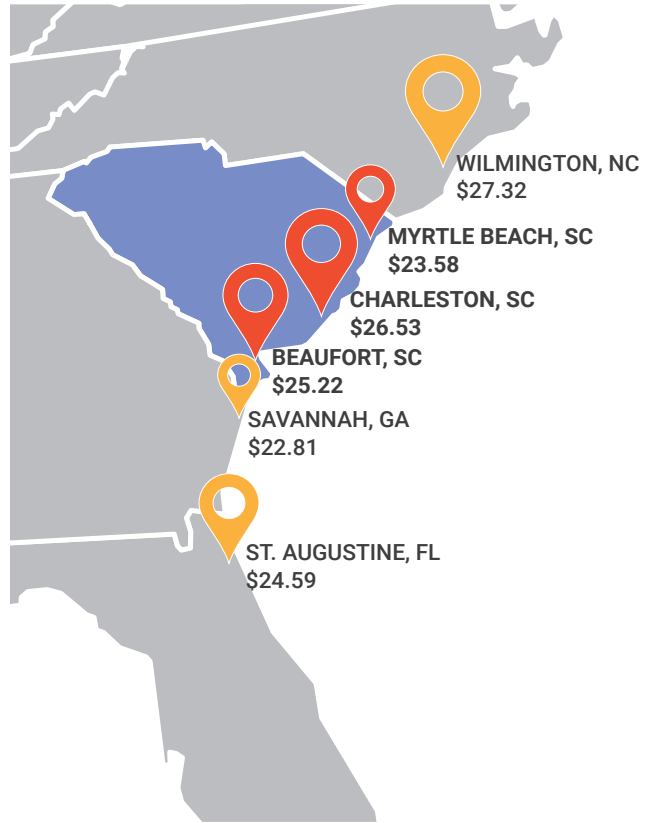 WILMINGTON, NC
$27.32
MYRTLE BEACH, SC
$23.58
CHARLESTON, SC
$26.53
BEAUFORT, SC
$25.22
SAVANNAH, GA
$22.81
ST. AUGUSTINE, FL
$24.59